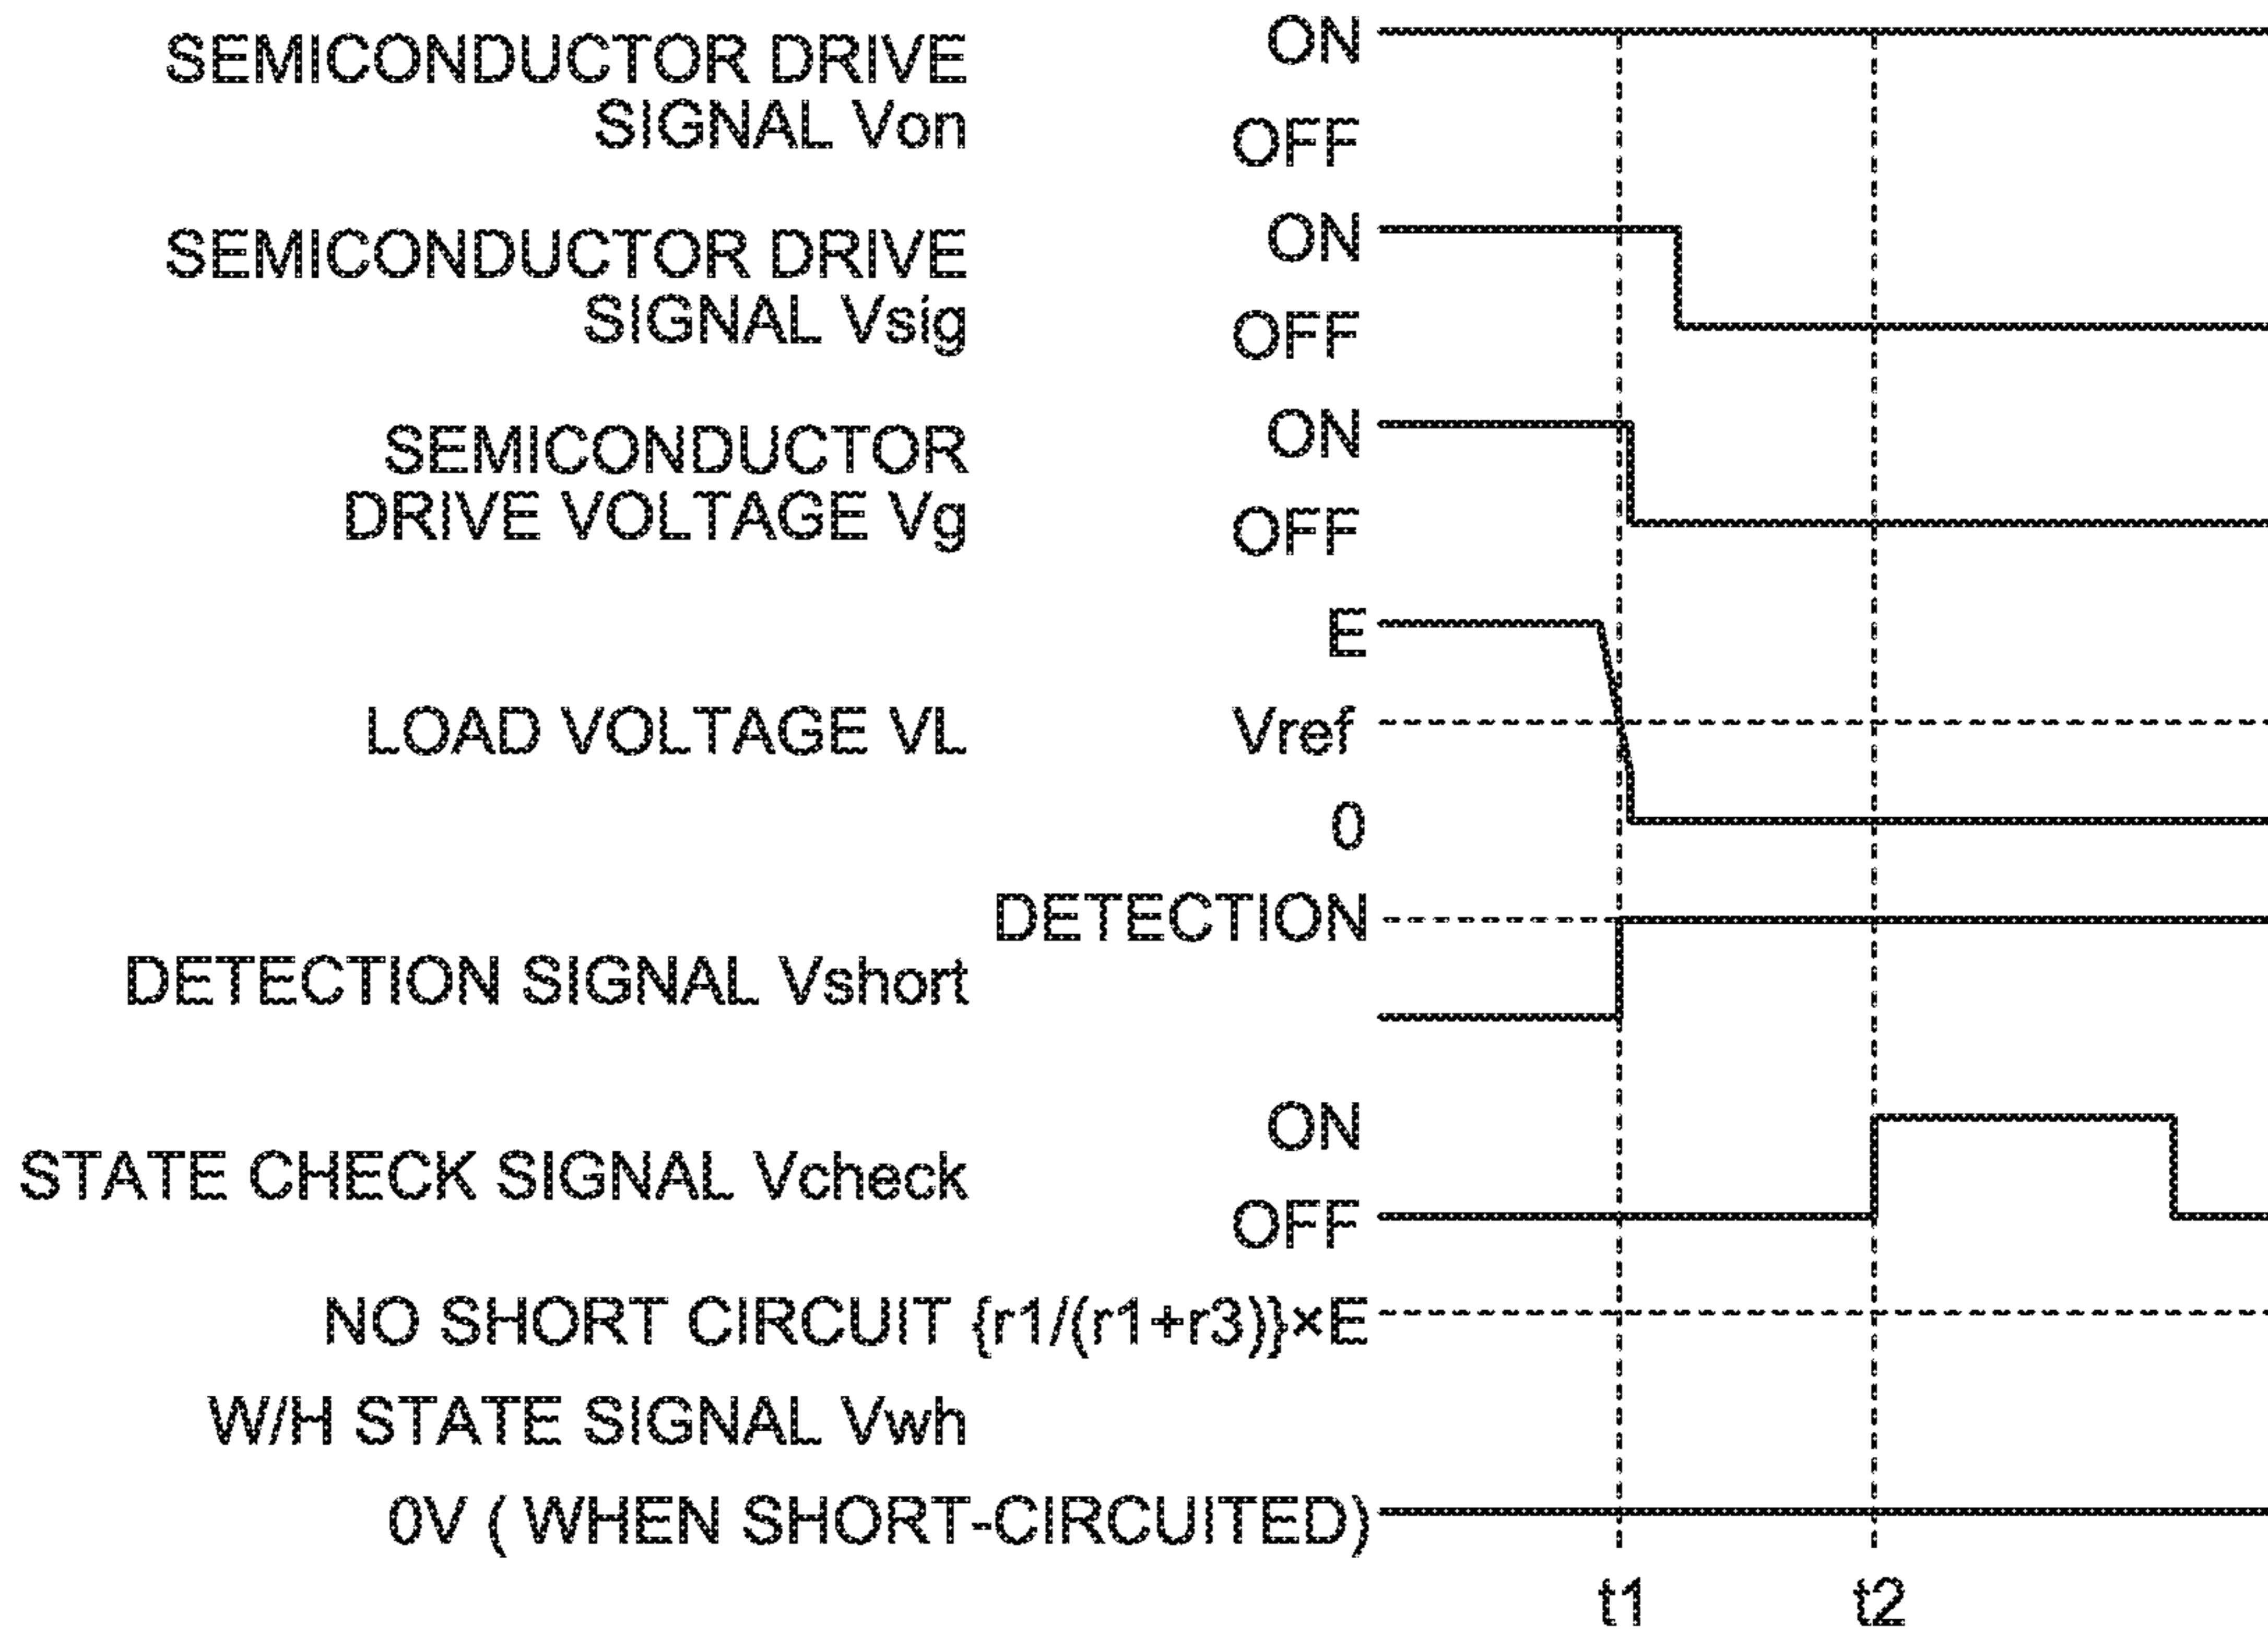 SEMICONDUCTOR DRIVE
SIGNAL Von
ON
OFF
SEMICONDUCTOR DRIVE
SIGNAL Vsig
ON
OFF
SEMICONDUCTOR
DRIVE VOLTAGE Vg
ON
OFF
LOAD VOLTAGE VL
E
Vref
0
DETECTION SIGNAL Vshort
DETECTION
STATE CHECK SIGNAL Vcheck
ON
OFF
NO SHORT CIRCUIT {r1/(r1+r3)}×E
W/H STATE SIGNAL Vwh
0V ( WHEN SHORT-CIRCUITED)
t1
t2